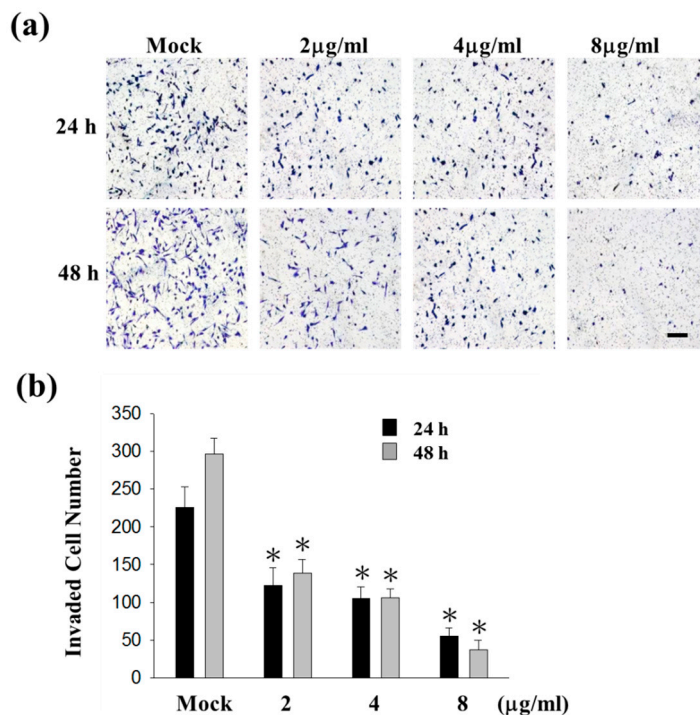 (a)
Mock 2μg/ml 4μg/ml 8μg/ml
24 h
48 h
(b)
350
300
250
200
150
100
50
0
Invaded Cell Number
24 h
48 h
* * * * * *
Mock 2 4 8 (μg/ml)